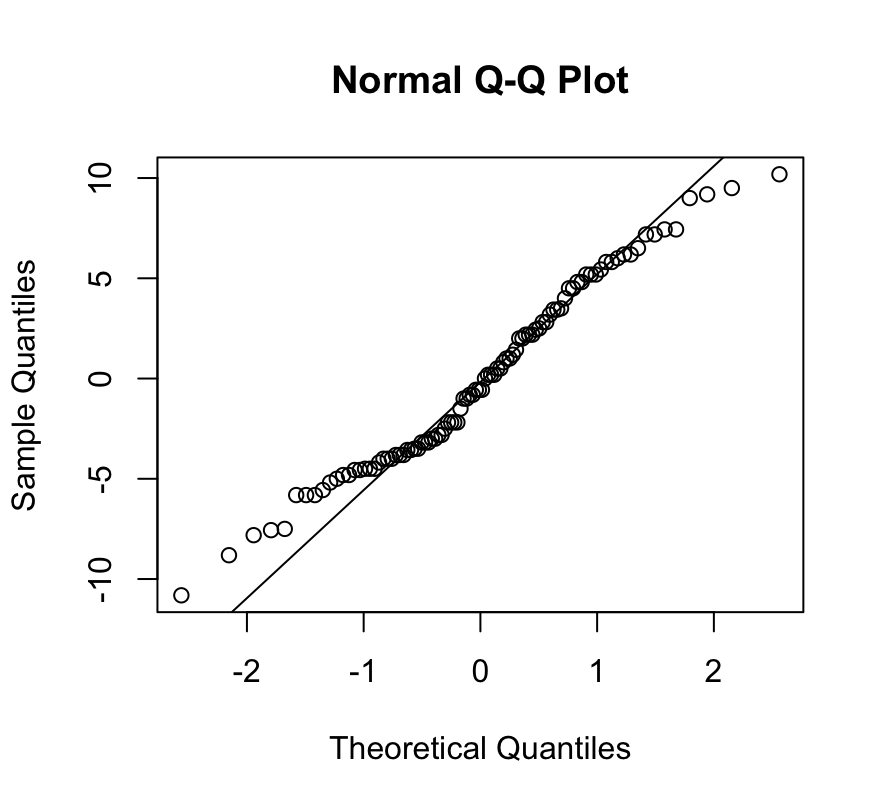 Normal Q-Q Plot
10
5
0
-5
-10
Sample Quantiles
-2 -1 0 1 2
Theoretical Quantiles